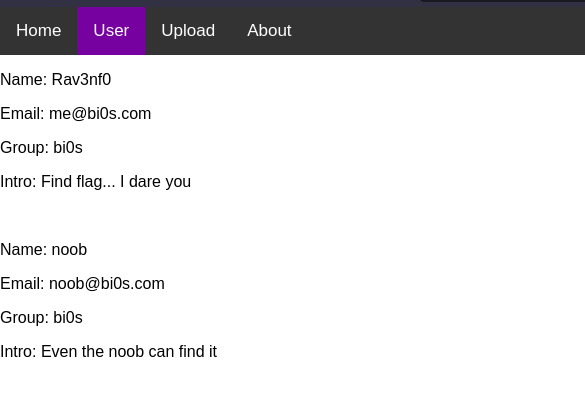 Home User Upload About
Name: Rav3nf0
Email: me@bi0s.com
Group: bi0s
Intro: Find flag... I dare you
Name: noob
Email: noob@bi0s.com
Group: bi0s
Intro: Even the noob can find it